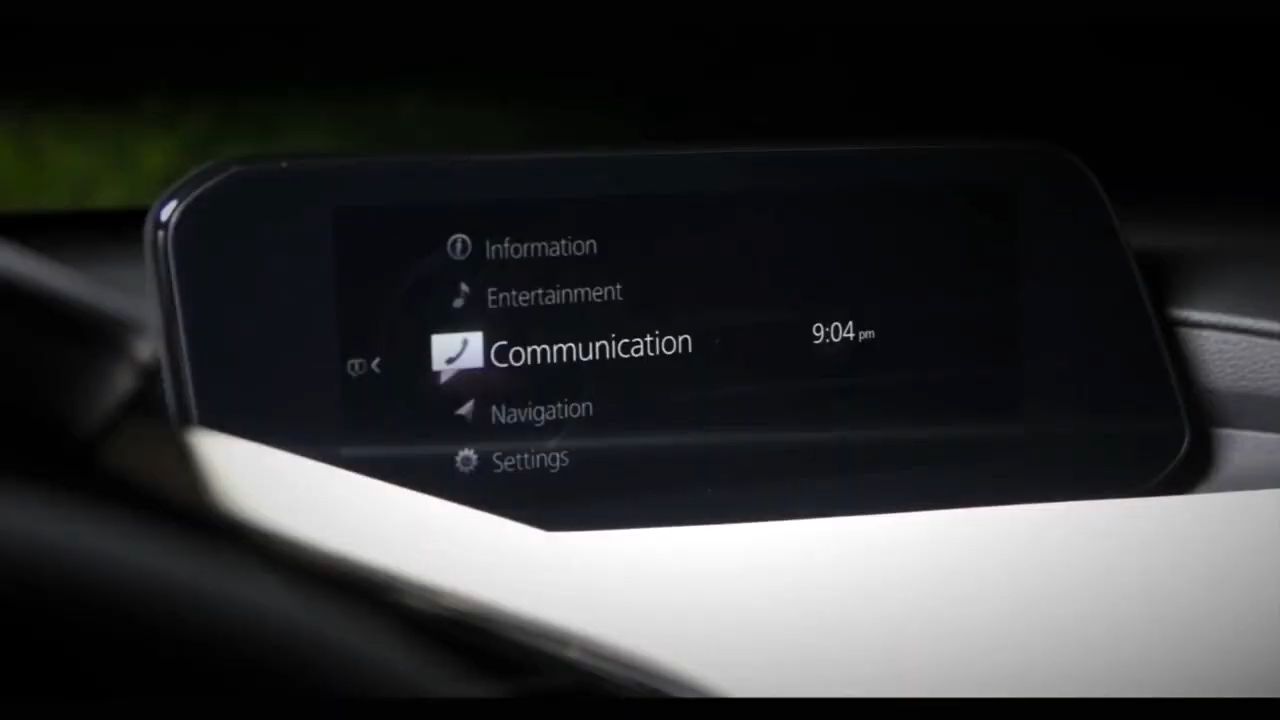 Information
Entertainment
Communication
9:04 pm
Navigation
Settings